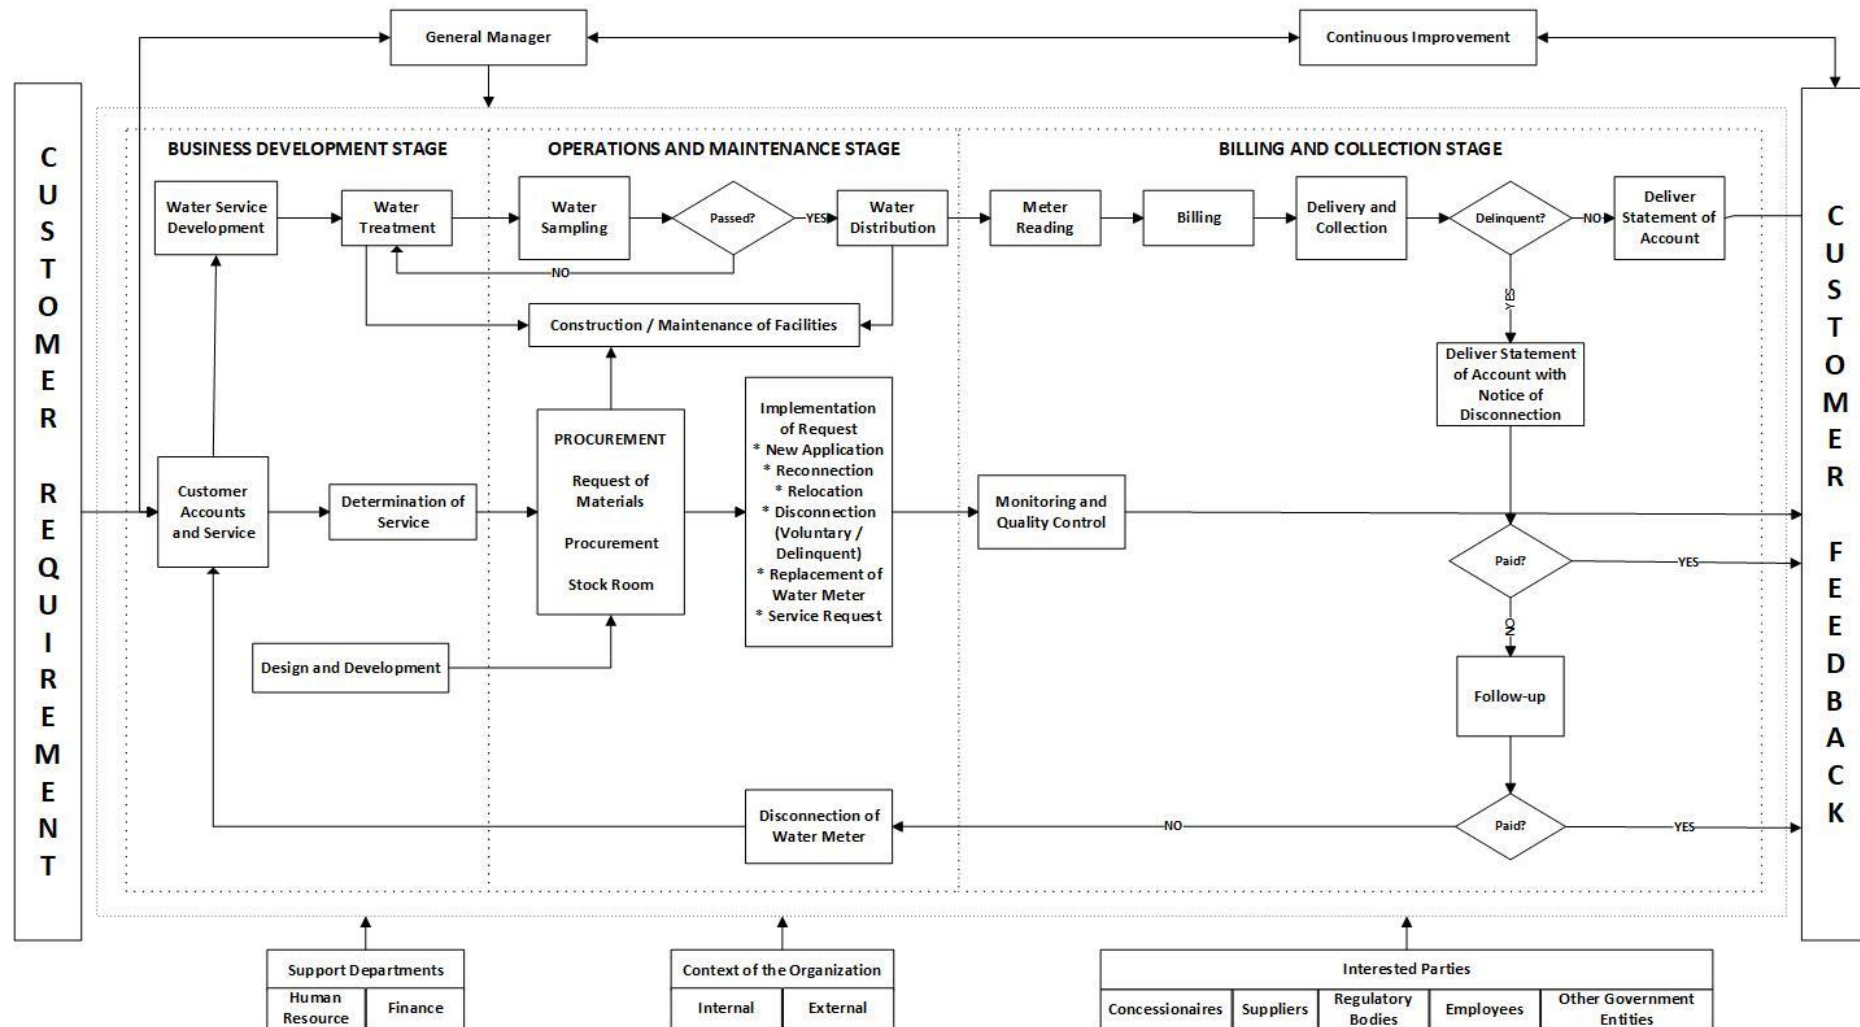 General Manager
Continuous Improvement
CUSTOMER REQUIREMENT
BUSINESS DEVELOPMENT STAGE
OPERATIONS AND MAINTENANCE STAGE
BILLING AND COLLECTION STAGE
Water Service
Development
Water
Treatment
Water
Sampling
Passed?
YES
NO
Water
Distribution
Meter
Reading
Billing
Delivery and
Collection
Delinquent?
NO
Deliver
Statement of
Account
YES
Construction / Maintenance of Facilities
Deliver Statement
of Account with
Notice of
Disconnection
Customer
Accounts
and Service
Determination of
Service
PROCUREMENT
Request of
Materials
Procurement
Stock Room
Implementation
of Request
* New Application
* Reconnection
* Relocation
* Disconnection
(Voluntary /
Delinquent)
* Replacement of
Water Meter
* Service Request
Monitoring and
Quality Control
Paid?
YES
NO
Design and Development
Follow-up
Disconnection of
Water Meter
NO
Paid?
YES
CUSTOMER FEEDBACK
Support Departments
Human
Resource
Finance
Context of the Organization
Internal
External
Interested Parties
Concessionaires
Suppliers
Regulatory
Bodies
Employees
Other Government
Entities